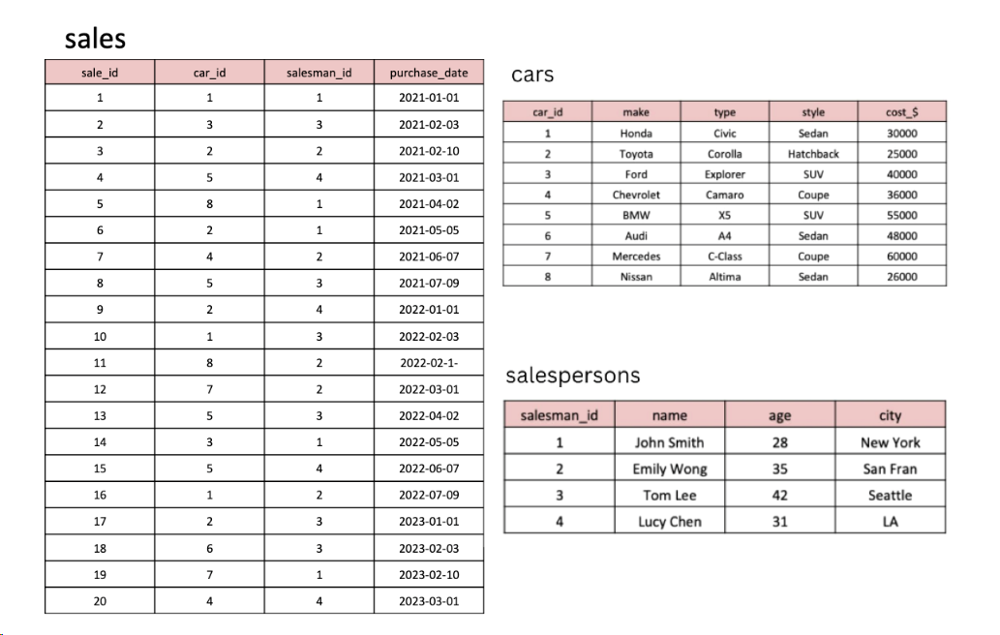 sales
sale_id car_id salesman_id purchase_date
1 1 1 2021-01-01
2 3 3 2021-02-03
3 2 2 2021-02-10
4 5 4 2021-03-01
5 8 1 2021-04-02
6 2 1 2021-05-05
7 4 2 2021-06-07
8 5 3 2021-07-09
9 2 4 2022-01-01
10 1 3 2022-02-03
11 8 2 2022-02-1-
12 7 2 2022-03-01
13 5 3 2022-04-02
14 3 1 2022-05-05
15 5 4 2022-06-07
16 1 2 2022-07-09
17 2 3 2023-01-01
18 6 3 2023-02-03
19 7 1 2023-02-10
20 4 4 2023-03-01
cars
car_id make type style cost_$
1 Honda Civic Sedan 30000
2 Toyota Corolla Hatchback 25000
3 Ford Explorer SUV 40000
4 Chevrolet Camaro Coupe 36000
5 BMW X5 SUV 55000
6 Audi A4 Sedan 48000
7 Mercedes C-Class Coupe 60000
8 Nissan Altima Sedan 26000
salespersons
salesman_id name age city
1 John Smith 28 New York
2 Emily Wong 35 San Fran
3 Tom Lee 42 Seattle
4 Lucy Chen 31 LA